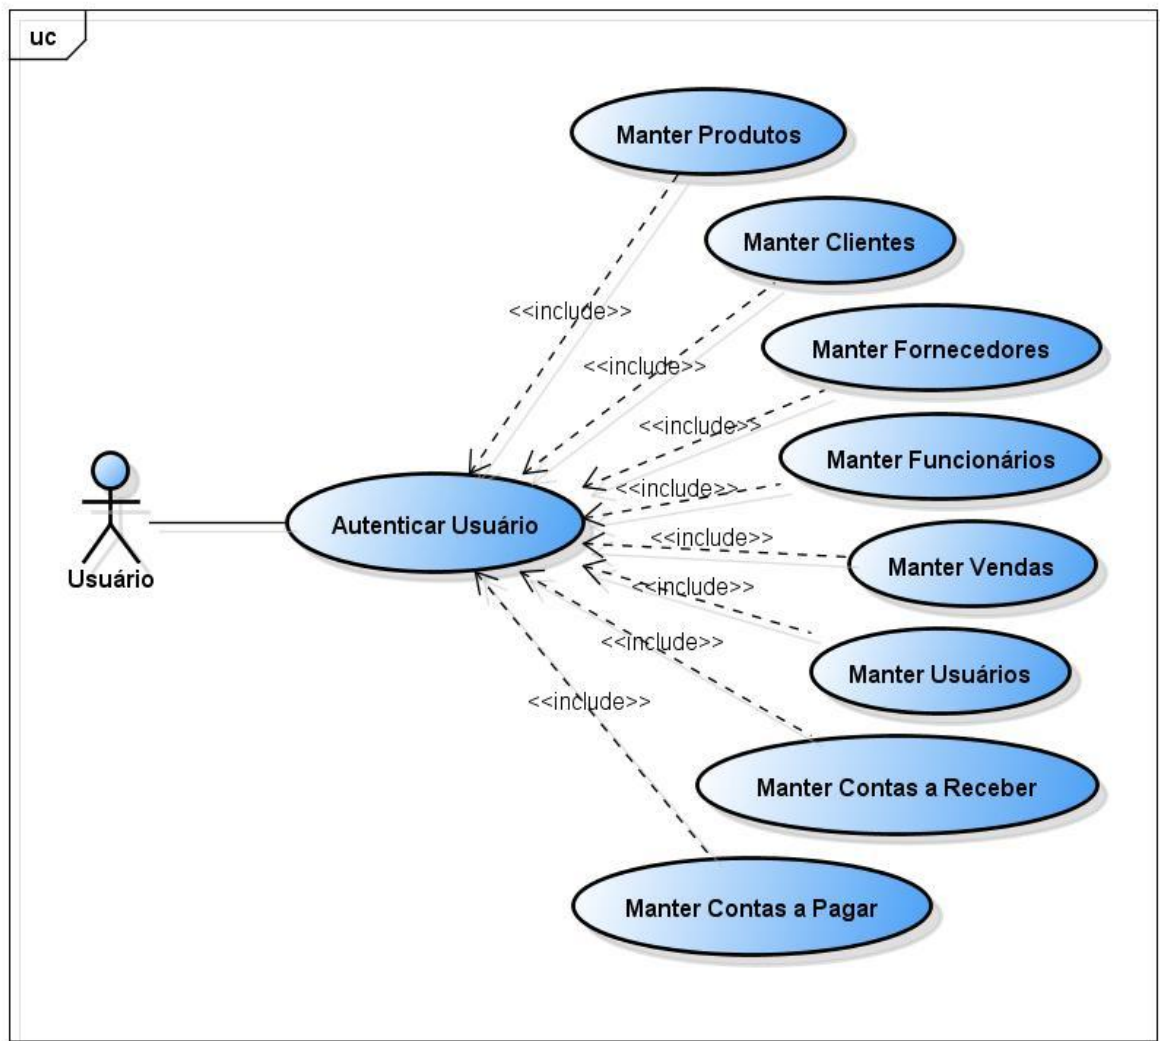 uc
Manter Produtos
Manter Clientes
<<include>>
Manter Fornecedores
<<include>>
<<include>>
Manter Funcionários
<<include>>
Autenticar Usuário
<<include>>
Manter Vendas
Usuário
<<include>>
<<include>>
Manter Usuários
<<include>>
Manter Contas a Receber
Manter Contas a Pagar